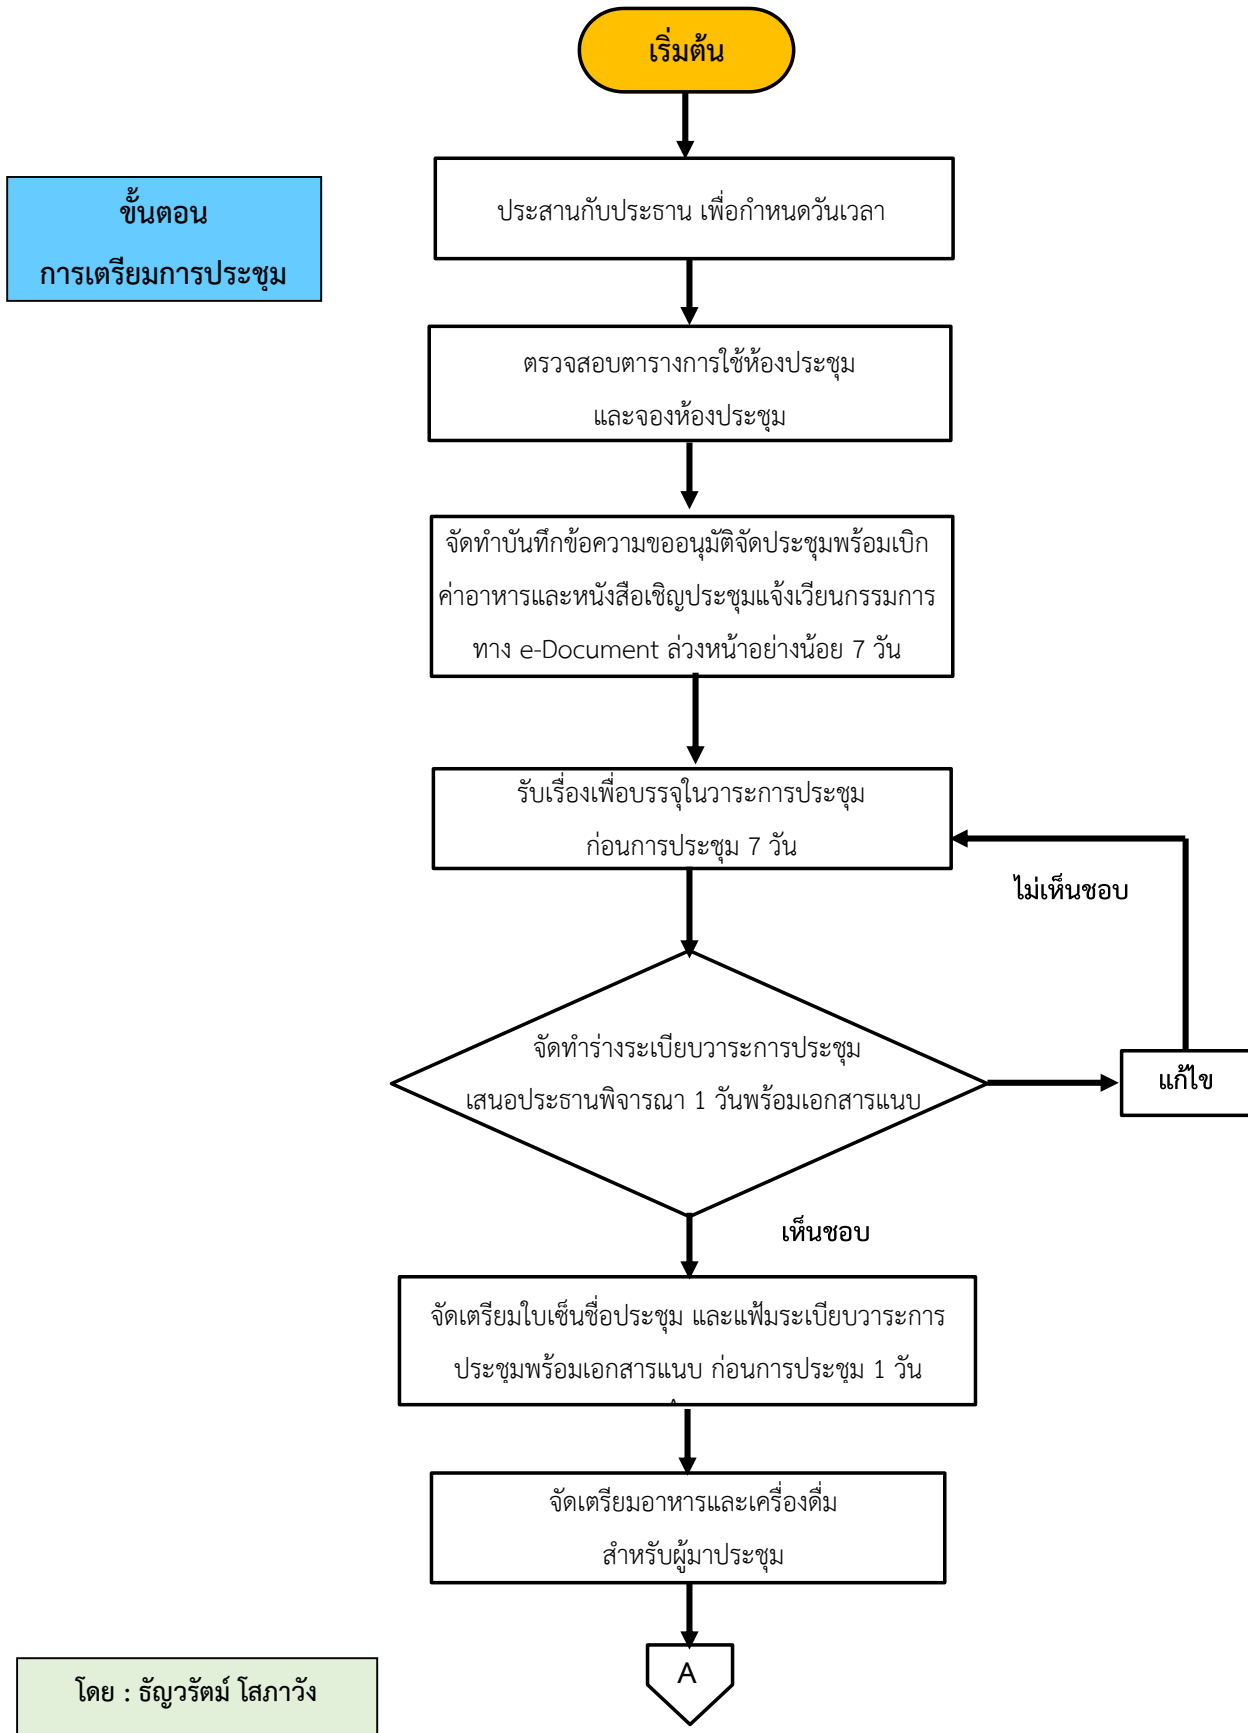 เริ่มต้น
ขั้นตอน
การเตรียมการประชุม
ประสานกับประธาน เพื่อกำหนดวันเวลา
ตรวจสอบตารางการใช้ห้องประชุม
และจองห้องประชุม
จัดทำบันทึกข้อความขออนุมัติจัดประชุมพร้อมเบิก
ค่าอาหารและหนังสือเชิญประชุมแจ้งเวียนกรรมการ
ทาง e-Document ล่วงหน้าอย่างน้อย 7 วัน
รับเรื่องเพื่อบรรจุในวาระการประชุม
ก่อนการประชุม 7 วัน
ไม่เห็นชอบ
จัดทำร่างระเบียบวาระการประชุม
เสนอประธานพิจารณา 1 วันพร้อมเอกสารแนบ
แก้ไข
เห็นชอบ
จัดเตรียมใบเซ็นชื่อประชุม และแฟ้มระเบียบวาระการ
ประชุมพร้อมเอกสารแนบ ก่อนการประชุม 1 วัน
จัดเตรียมอาหารและเครื่องดื่ม
สำหรับผู้มาประชุม
A
โดย : ธัญวรัตม์ โสภาวัง